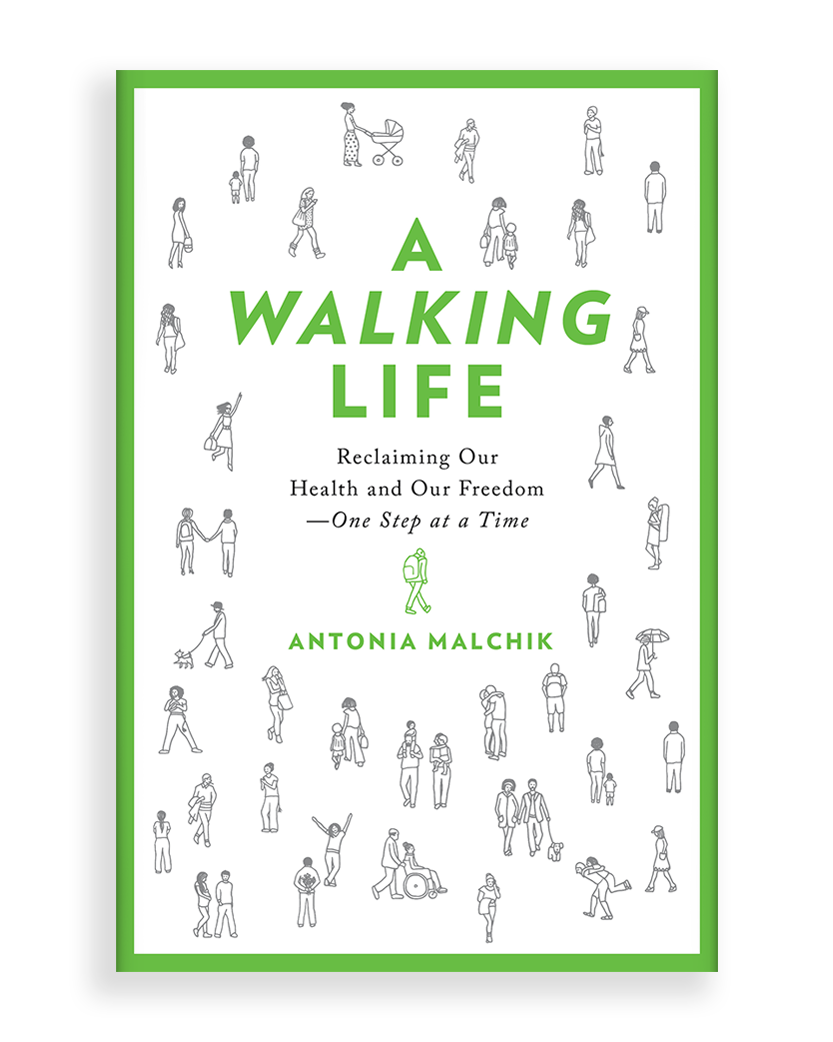 A
WALKING
LIFE
Reclaiming Our
Health and Our Freedom
—One Step at a Time
ANTONIA MALCHIK